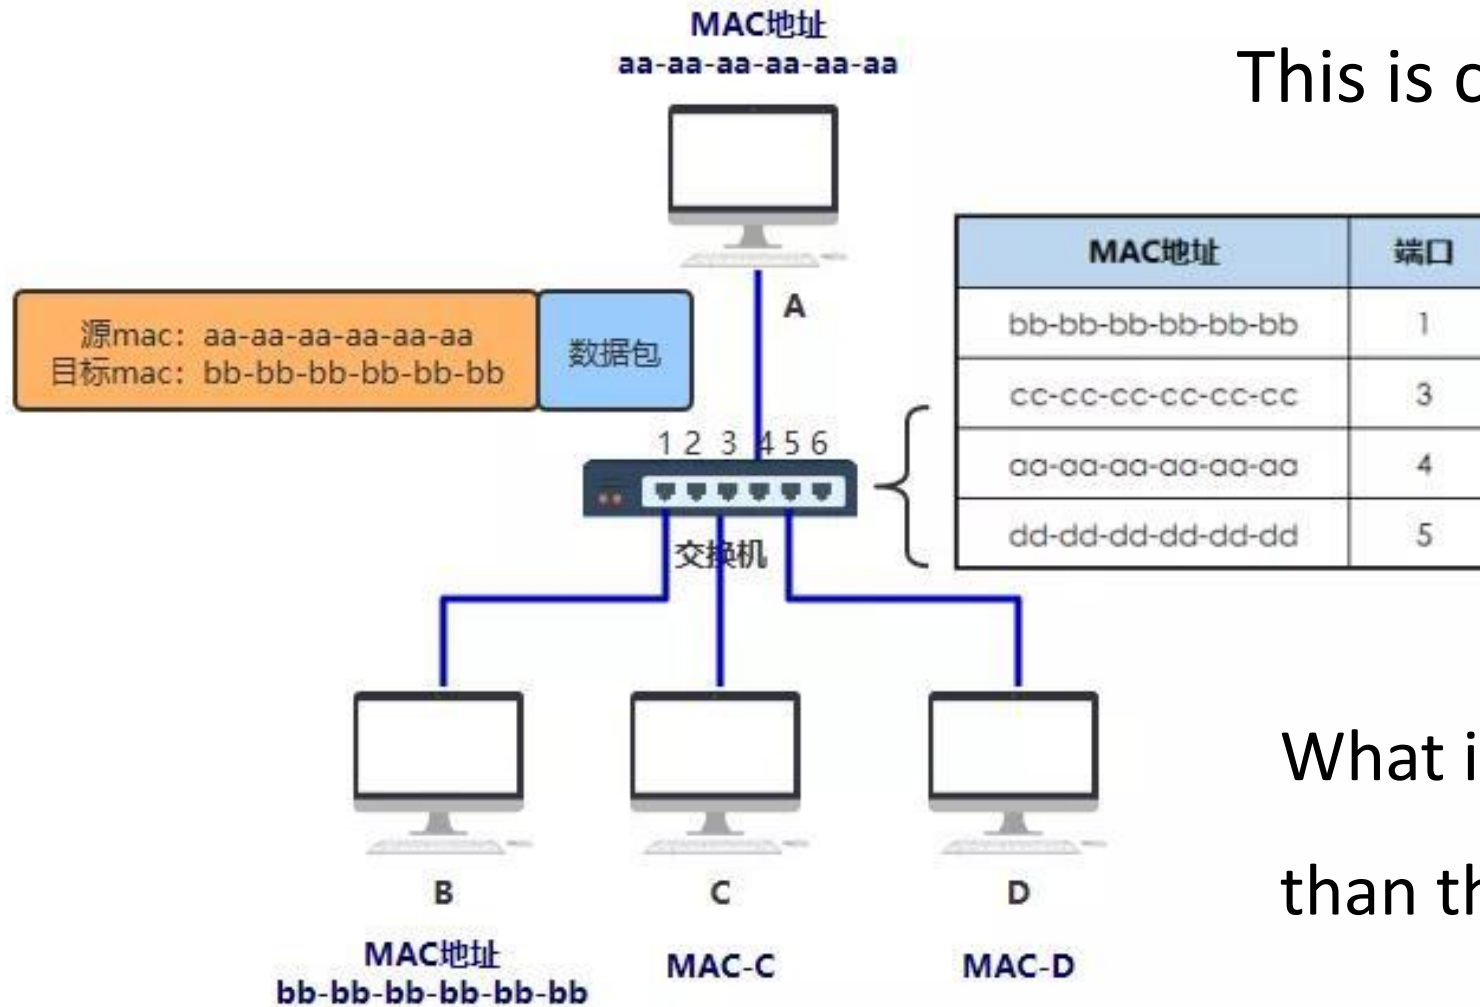 MAC地址
aa-aa-aa-aa-aa-aa
This is
MAC地址 端口
bb-bb-bb-bb-bb-bb 1
cc-cc-cc-cc-cc-cc 3
aa-aa-aa-aa-aa-aa 4
dd-dd-dd-dd-dd-dd 5
A
源mac：aa-aa-aa-aa-aa-aa
目标mac：bb-bb-bb-bb-bb-bb
数据包
1 2 3 4 5 6
交换机
What
than
B
C
D
MAC地址
bb-bb-bb-bb-bb-bb
MAC-C
MAC-D